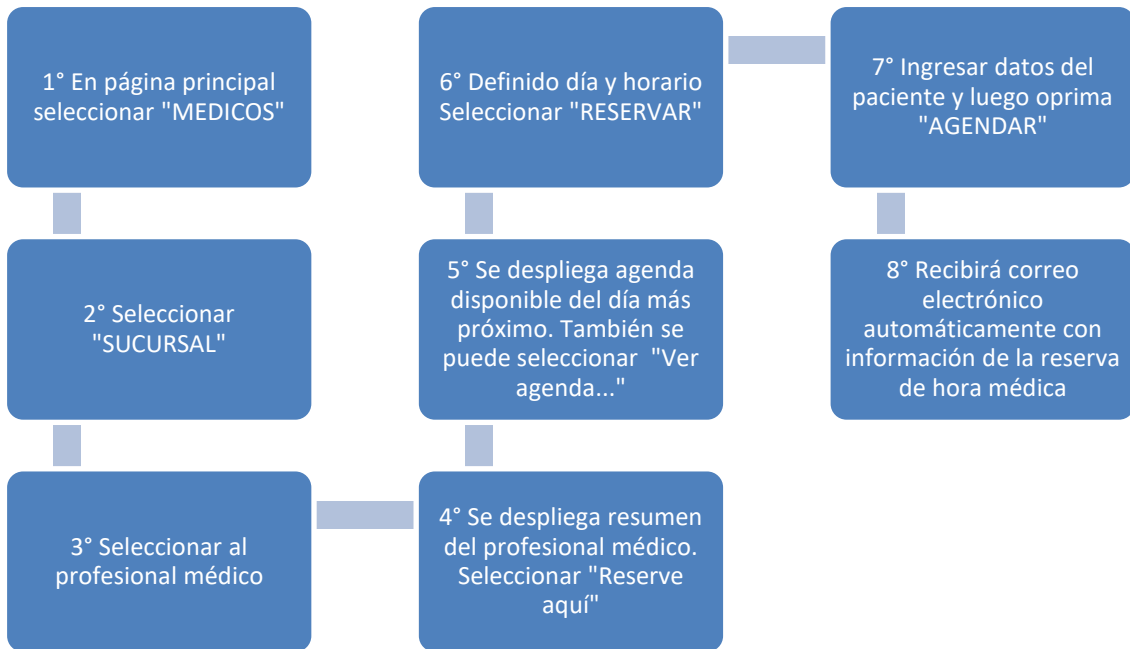 1° En página principal
seleccionar "MEDICOS"
2° Seleccionar
"SUCURSAL"
3° Seleccionar al
profesional médico
4° Se despliega resumen
del profesional médico.
Seleccionar "Reserve
aquí"
5° Se despliega agenda
disponible del día más
próximo. También se
puede seleccionar "Ver
agenda..."
6° Definido día y horario
Seleccionar "RESERVAR"
7° Ingresar datos del
paciente y luego oprima
"AGENDAR"
8° Recibirá correo
electrónico
automáticamente con
información de la reserva
de hora médica